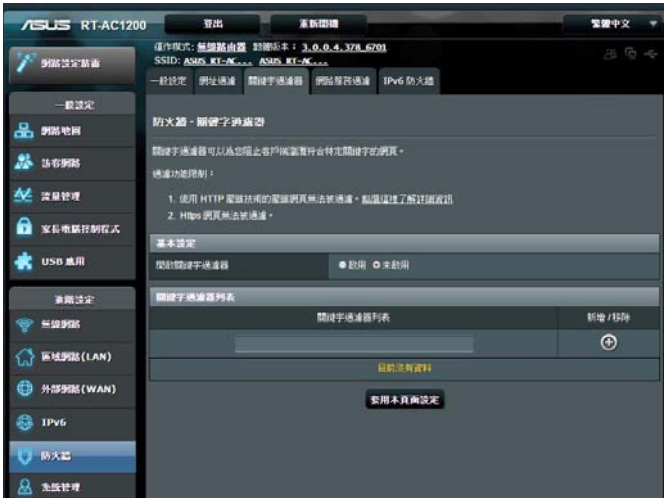 ASUS RT-AC1200 登出 重新開機 繁體中文
操作模式: 無線路由器 韌體版本: 3.0.0.4.378_6701
SSID: ASUS_RT-AC... ASUS_RT-AC...
網路設定精靈
一般設定
網路地圖
訪客網路
流量管理
家長電腦控制程式
USB 應用
進階設定
無線網路
區域網路(LAN)
外部網路(WAN)
IPv6
防火牆
系統管理
一般設定 網址過濾 關鍵字過濾器 網路服務過濾 IPv6 防火牆
防火牆 - 關鍵字過濾器
關鍵字過濾器可以為您阻止客戶端瀏覽符合特定關鍵字的網頁。
過濾功能限制:
1. 使用 HTTP 壓縮技術的壓縮網頁無法被過濾。點選這裡了解詳細資訊
2. Https 網頁無法被過濾。
基本設定
開啟關鍵字過濾器 啟用 未啟用
關鍵字過濾器列表
關鍵字過濾器列表 新增 / 移除
目前沒有資料
套用本頁面設定